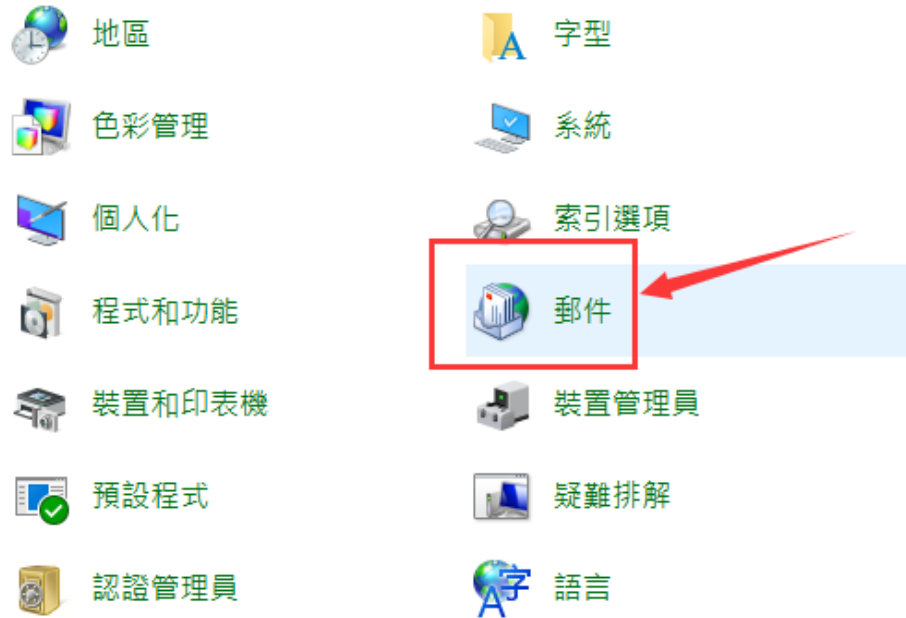 地區
字型
色彩管理
系統
個人化
索引選項
程式和功能
郵件
裝置和印表機
裝置管理員
預設程式
疑難排解
認證管理員
語言